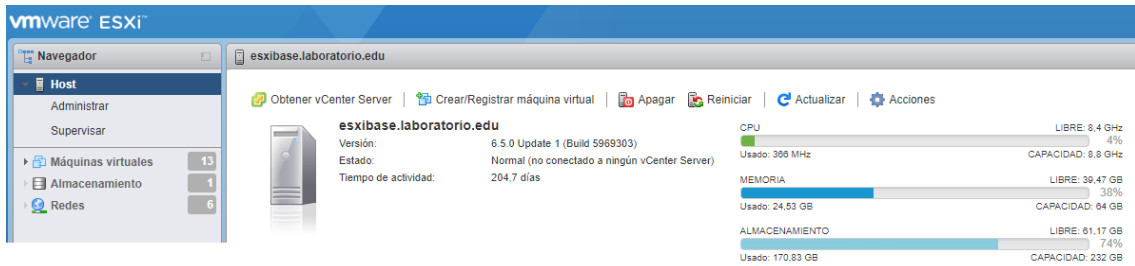 vmware ESXi™
Navegador
Host
Administrar
Supervisar
Máquinas virtuales 13
Almacenamiento 1
Redes 6
esxibase.laboratorio.edu
Obtener vCenter Server | Crear/Registrar máquina virtual | Apagar Reiniciar | Actualizar | Acciones
esxibase.laboratorio.edu
Versión: 6.5.0 Update 1 (Build 5969303)
Estado: Normal (no conectado a ningún vCenter Server)
Tiempo de actividad: 204,7 días
CPU LIBRE: 8,4 GHz
4%
Usado: 366 MHz CAPACIDAD: 8,8 GHz
MEMORIA LIBRE: 39,47 GB
38%
Usado: 24,53 GB CAPACIDAD: 64 GB
ALMACENAMIENTO LIBRE: 61,17 GB
74%
Usado: 170,83 GB CAPACIDAD: 232 GB